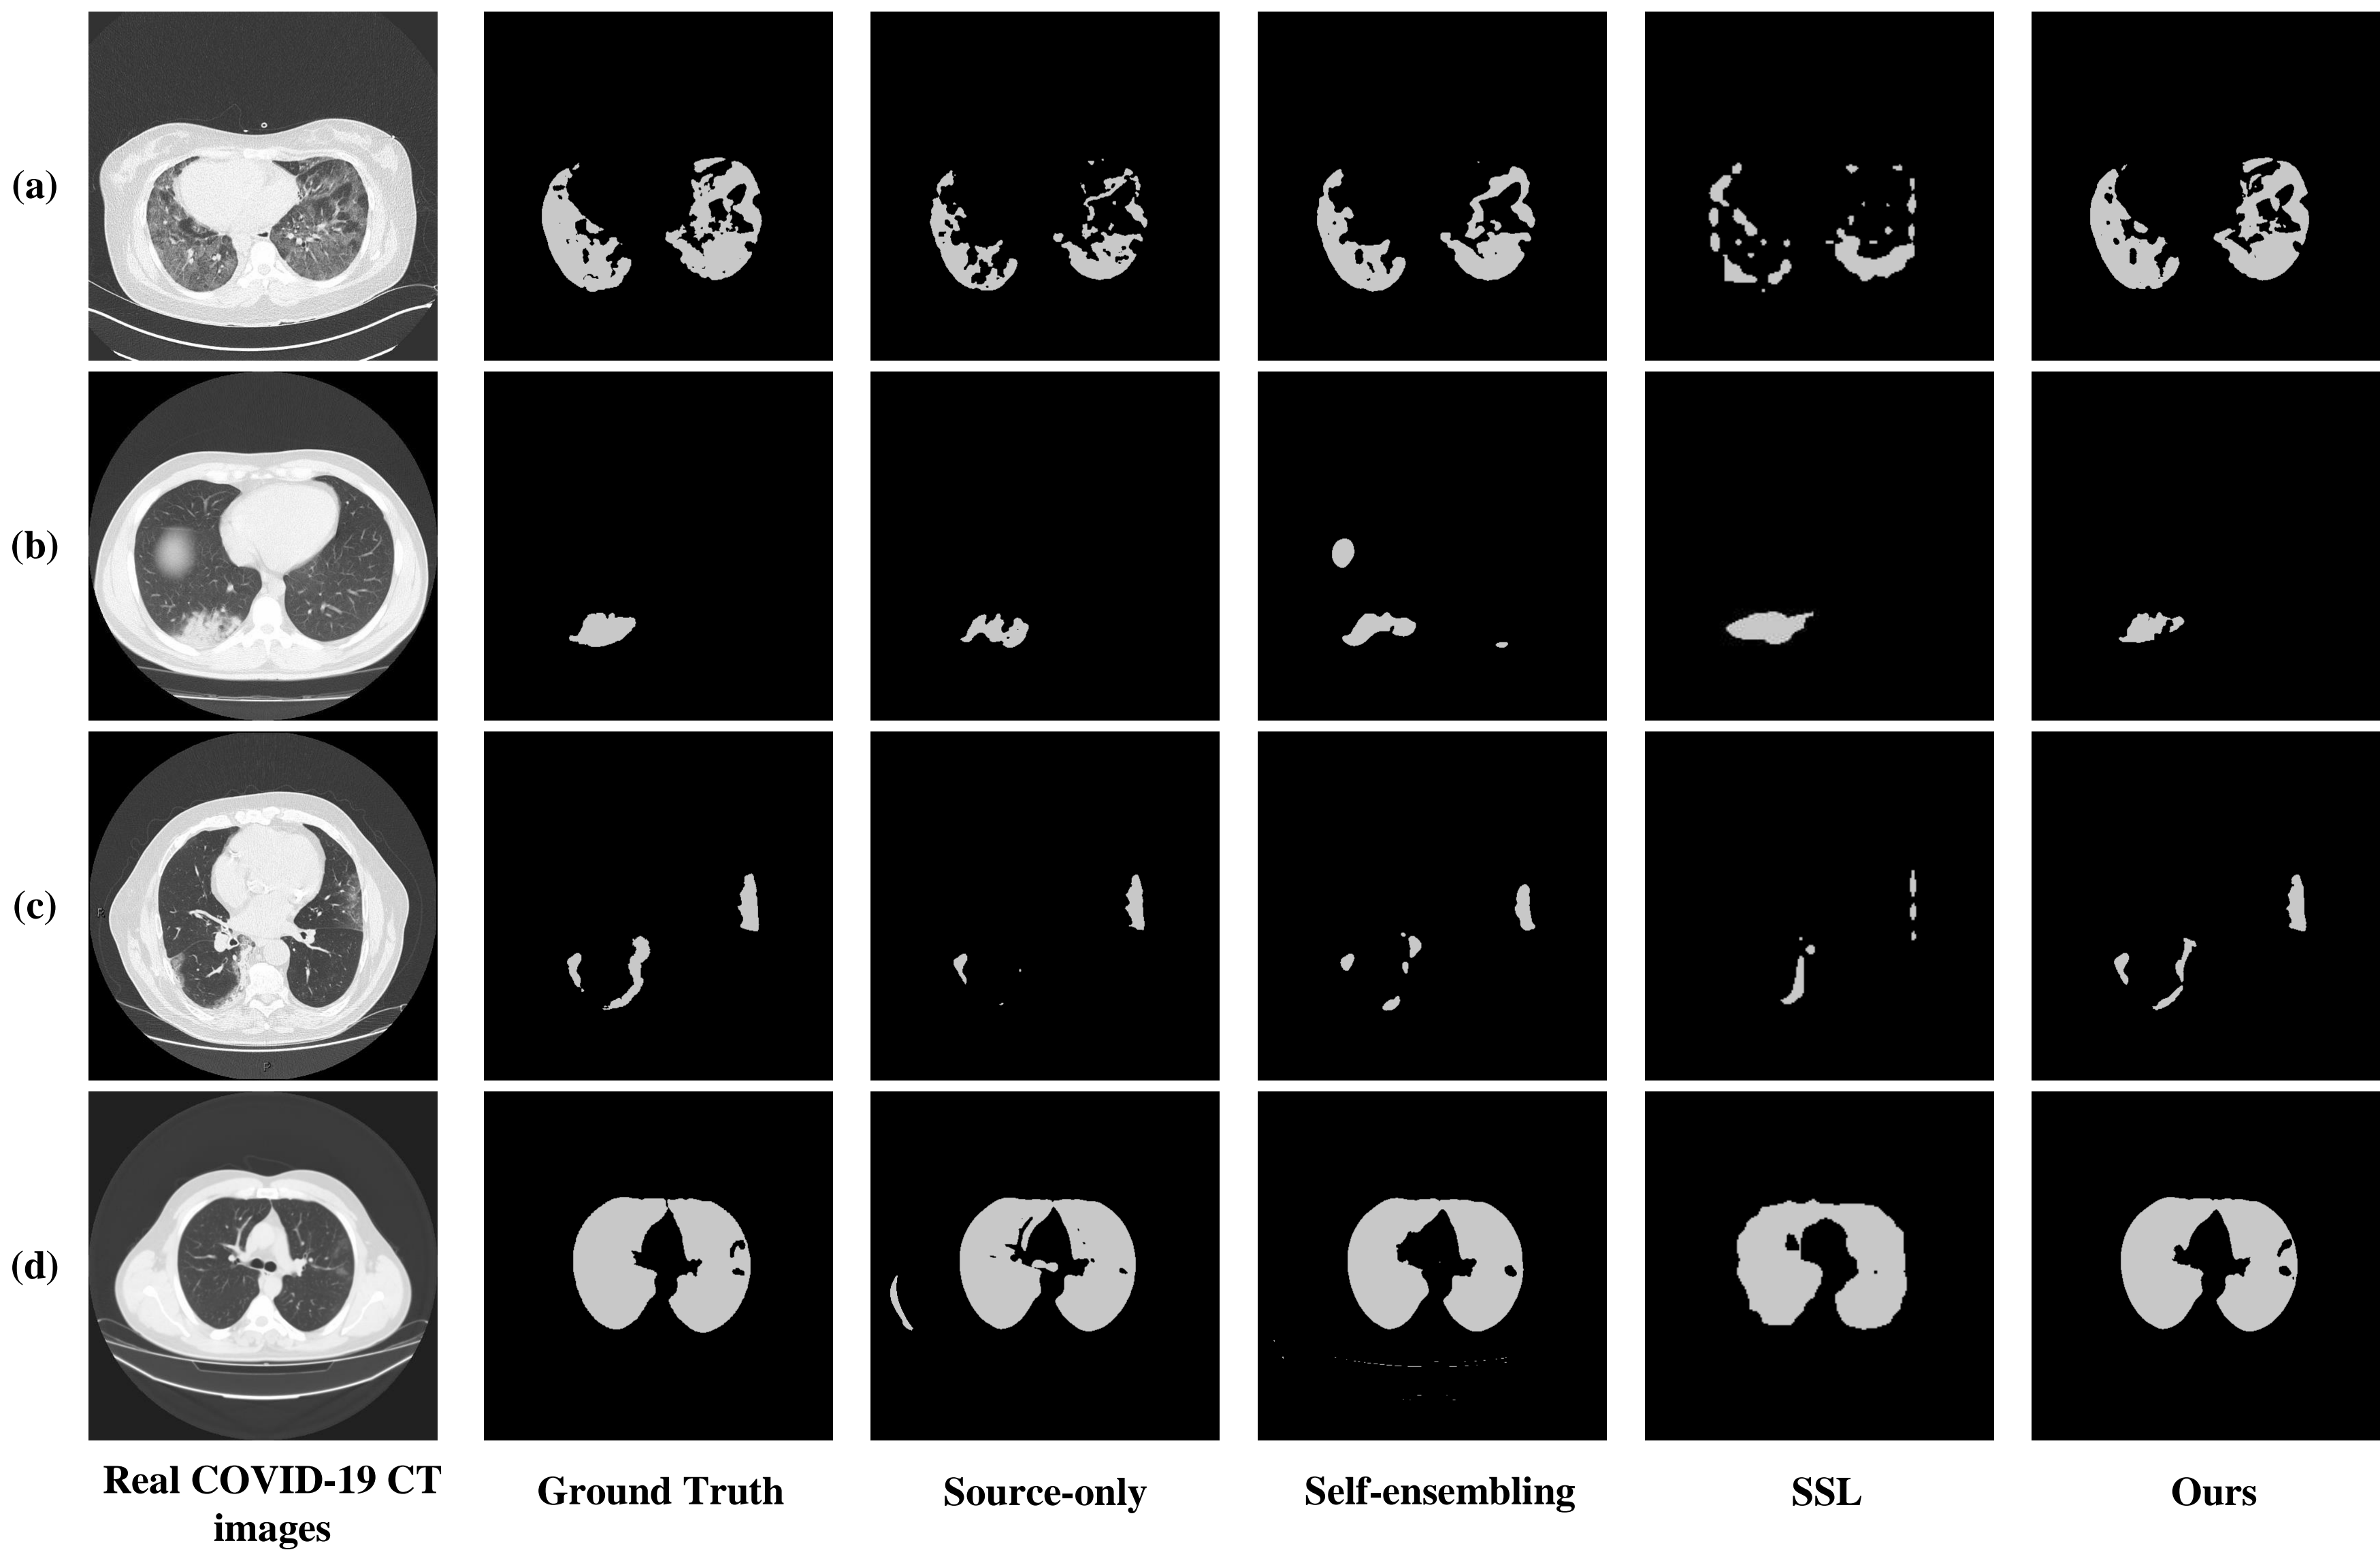 (a)
(b)
(c)
(d)
Real COVID-19 CT
images
Ground Truth
Source-only
Self-ensembling
SSL
Ours